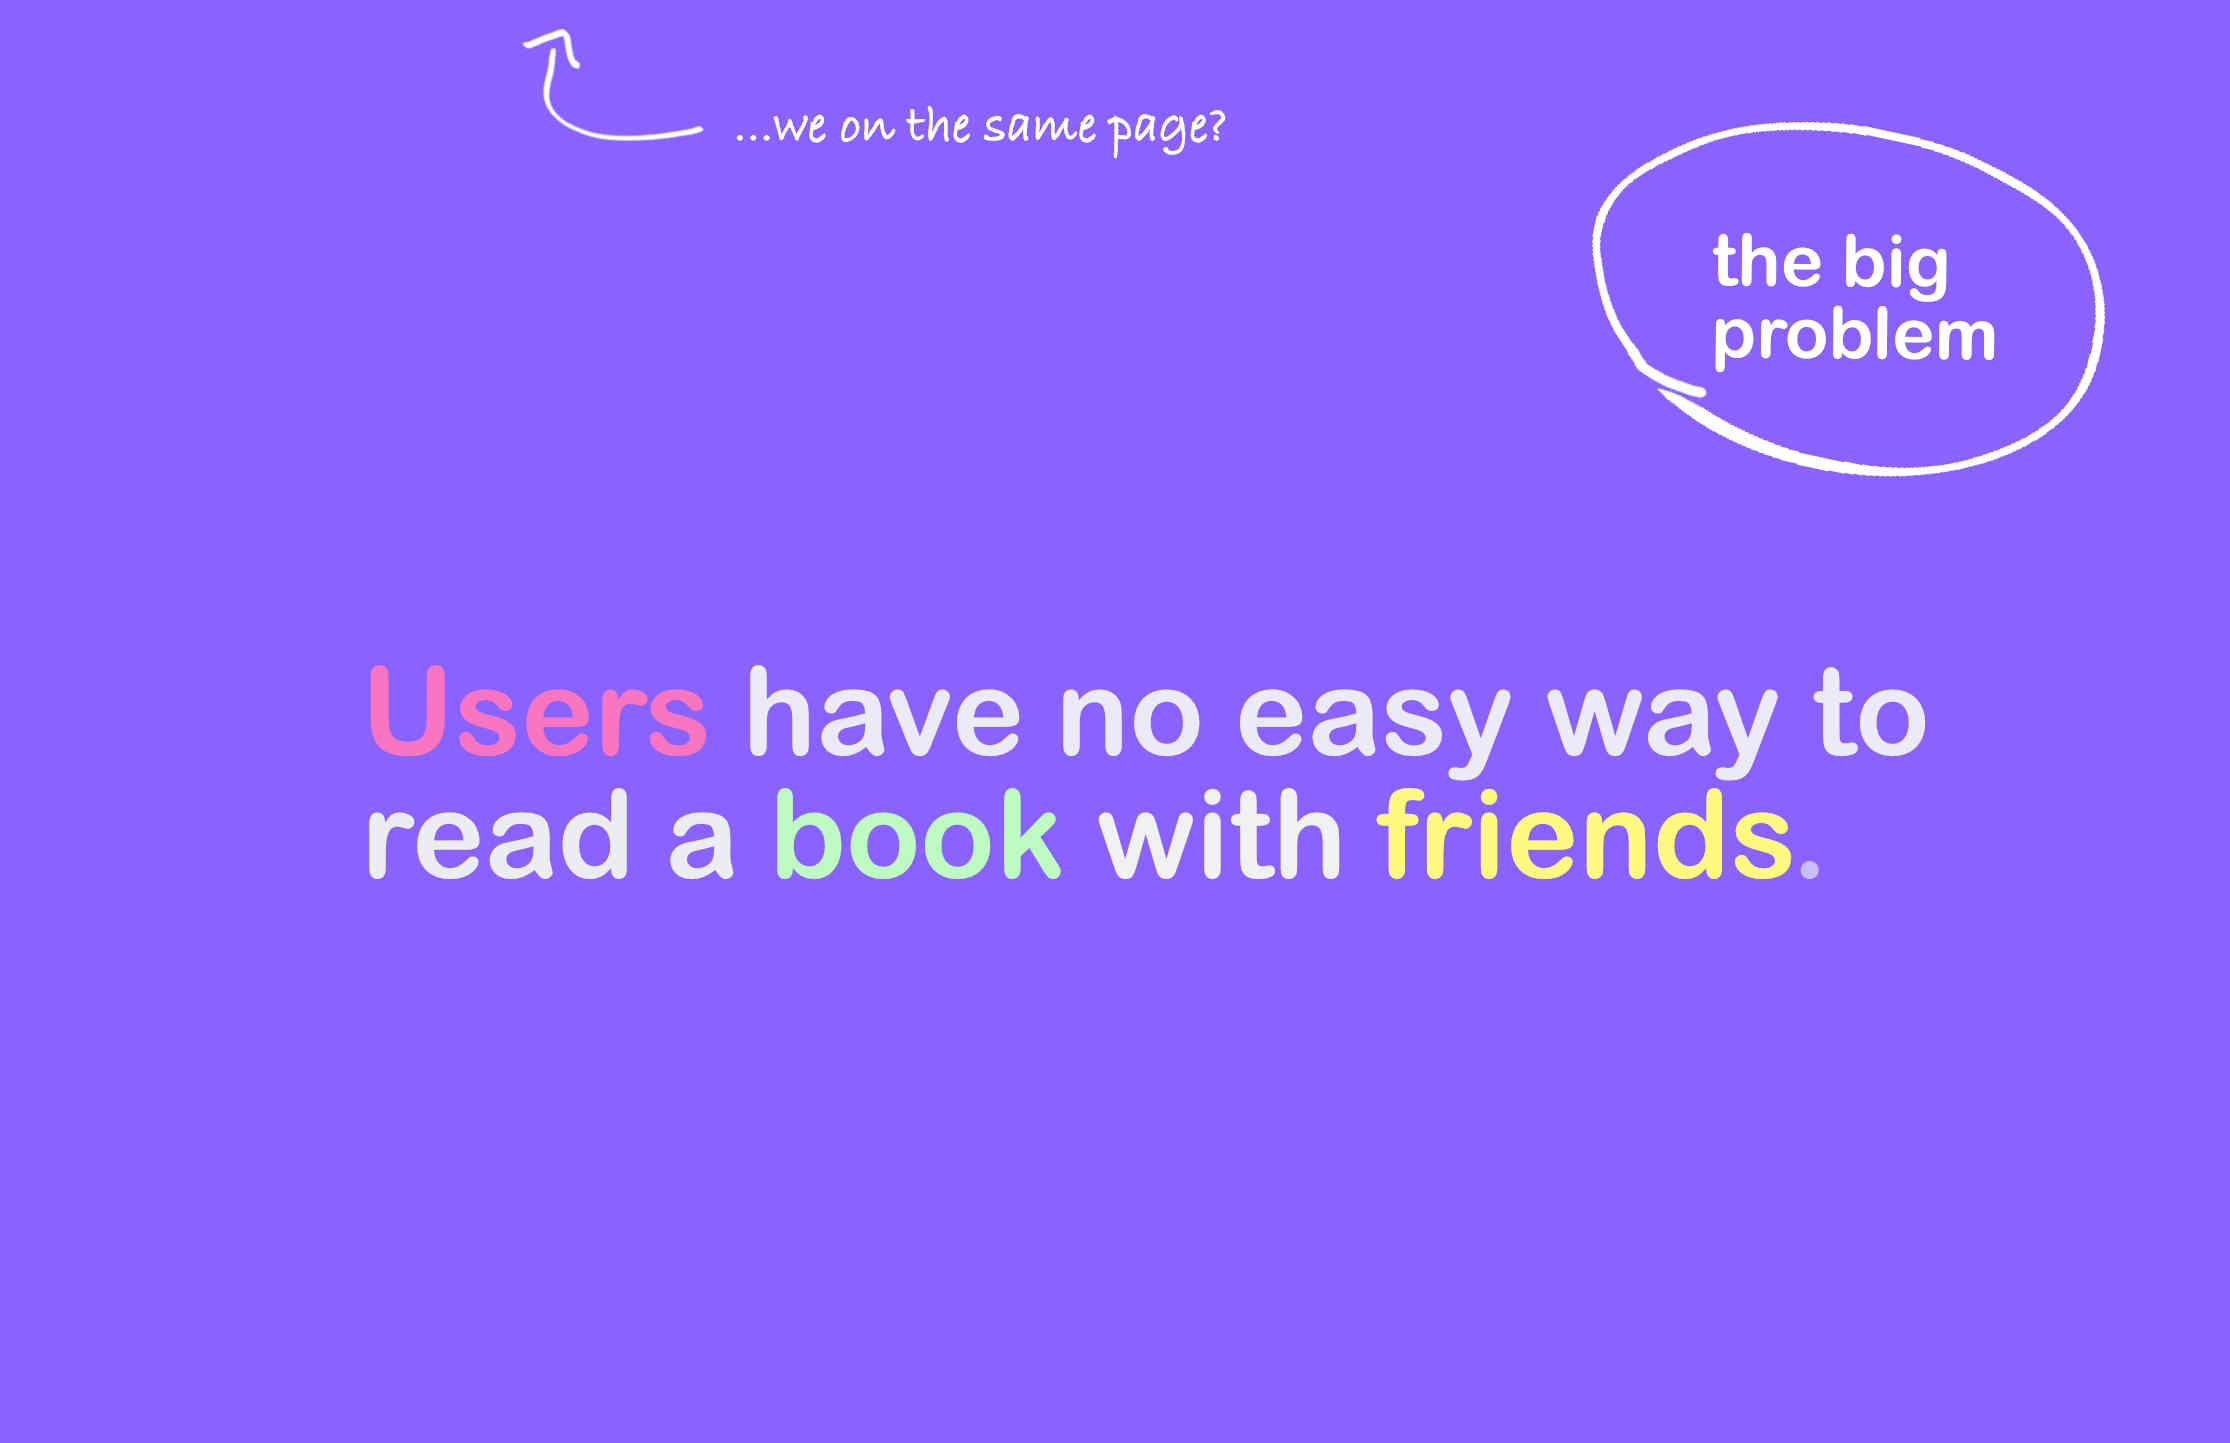 ...we on the same page?
the big
problem
Users have no easy way to
read a book with friends.